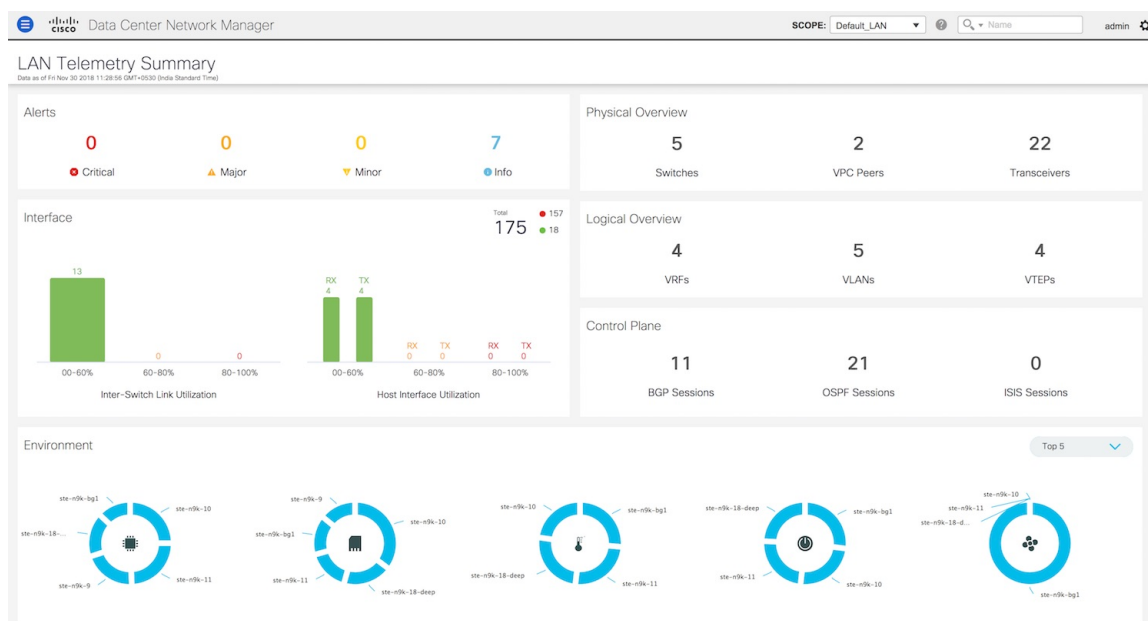 CISCO Data Center Network Manager
SCOPE: Default_LAN
Name
admin
LAN Telemetry Summary
Data as of Fri Nov 30 2018 11:28:56 GMT+0530 (India Standard Time)
Alerts
0 0 0 7
Critical Major Minor Info
Physical Overview
5 2 22
Switches VPC Peers Transceivers
Interface
Total
175
157
18
13
0 0
00-60% 60-80% 80-100%
Inter-Switch Link Utilization
RX TX
4 4
RX TX RX TX
0 0 0 0
00-60% 60-80% 80-100%
Host Interface Utilization
Logical Overview
4 5 4
VRFs VLANs VTEPs
Control Plane
11 21 0
BGP Sessions OSPF Sessions ISIS Sessions
Environment
Top 5
ste-n9k-bg1
ste-n9k-10
ste-n9k-18-...
ste-n9k-9
ste-n9k-11
ste-n9k-9
ste-n9k-10
ste-n9k-bg1
ste-n9k-11
ste-n9k-18-deep
ste-n9k-10
ste-n9k-bg1
ste-n9k-18-deep
ste-n9k-11
ste-n9k-18-deep
ste-n9k-bg1
ste-n9k-11
ste-n9k-10
ste-n9k-10
ste-n9k-11
ste-n9k-18-d...
ste-n9k-bg1